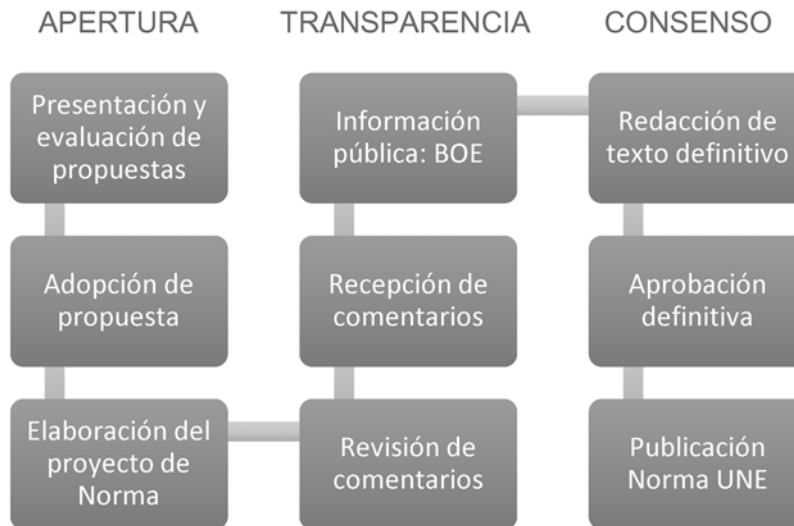 APERTURA
TRANSPARENCIA
CONSENSO
Presentación y
evaluación de
propuestas
Adopción de
propuesta
Elaboración del
proyecto de
Norma
Información
pública: BOE
Recepción de
comentarios
Revisión de
comentarios
Redacción de
texto definitivo
Aprobación
definitiva
Publicación
Norma UNE